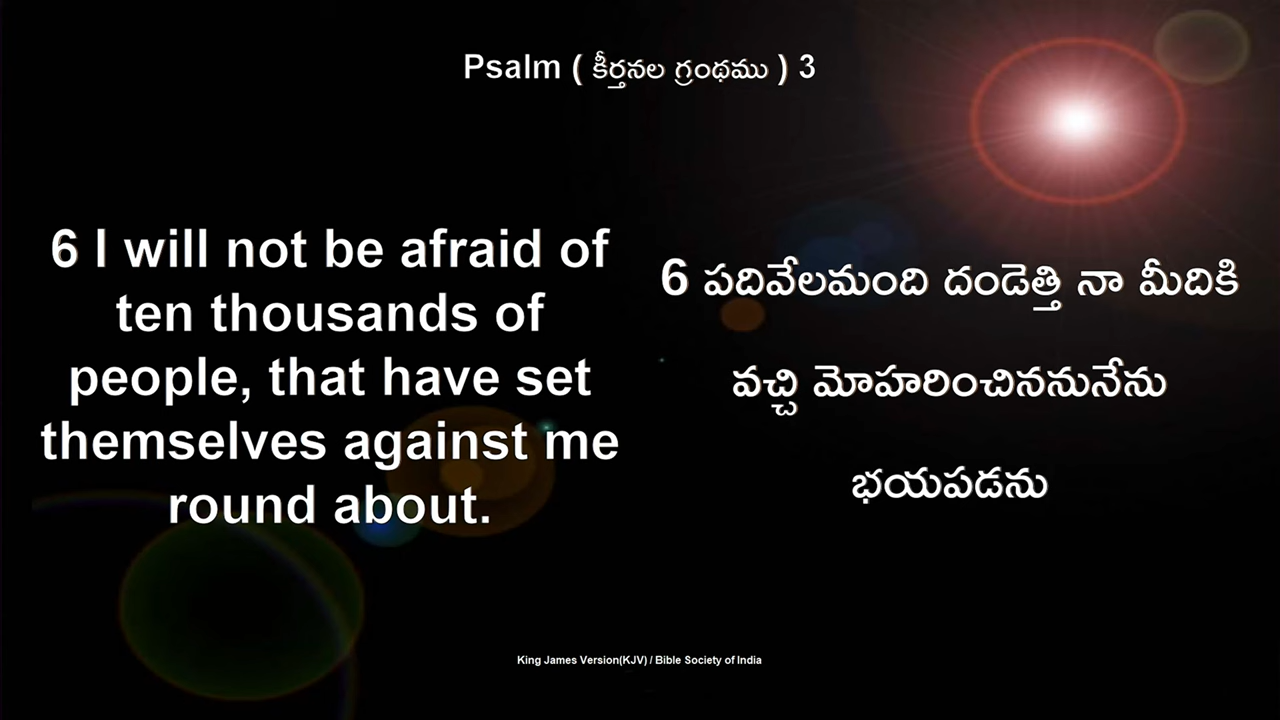 Psalm ( కీర్తనల గ్రంథము ) 3
6 I will not be afraid of
ten thousands of
people, that have set
themselves against me
round about.
6 పదివేలమంది దండెత్తి నా మీదికి
వచ్చి మోహరించిననునేను
భయపడను
King James Version(KJV) / Bible Society of India